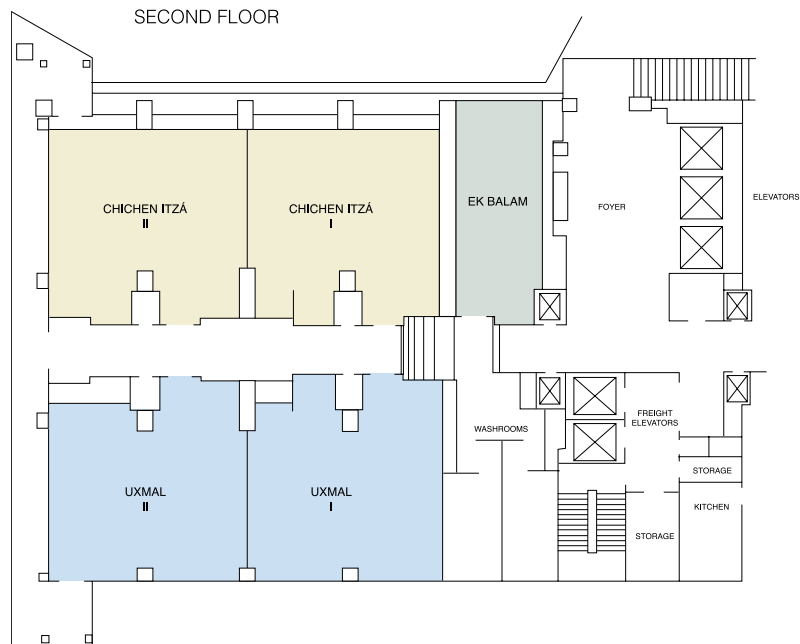 SECOND FLOOR
CHICHEN ITZÁ
II
CHICHEN ITZÁ
I
EK BALAM
FOYER
ELEVATORS
WASHROOMS
FREIGHT
ELEVATORS
STORAGE
UXMAL
II
UXMAL
I
KITCHEN
STORAGE